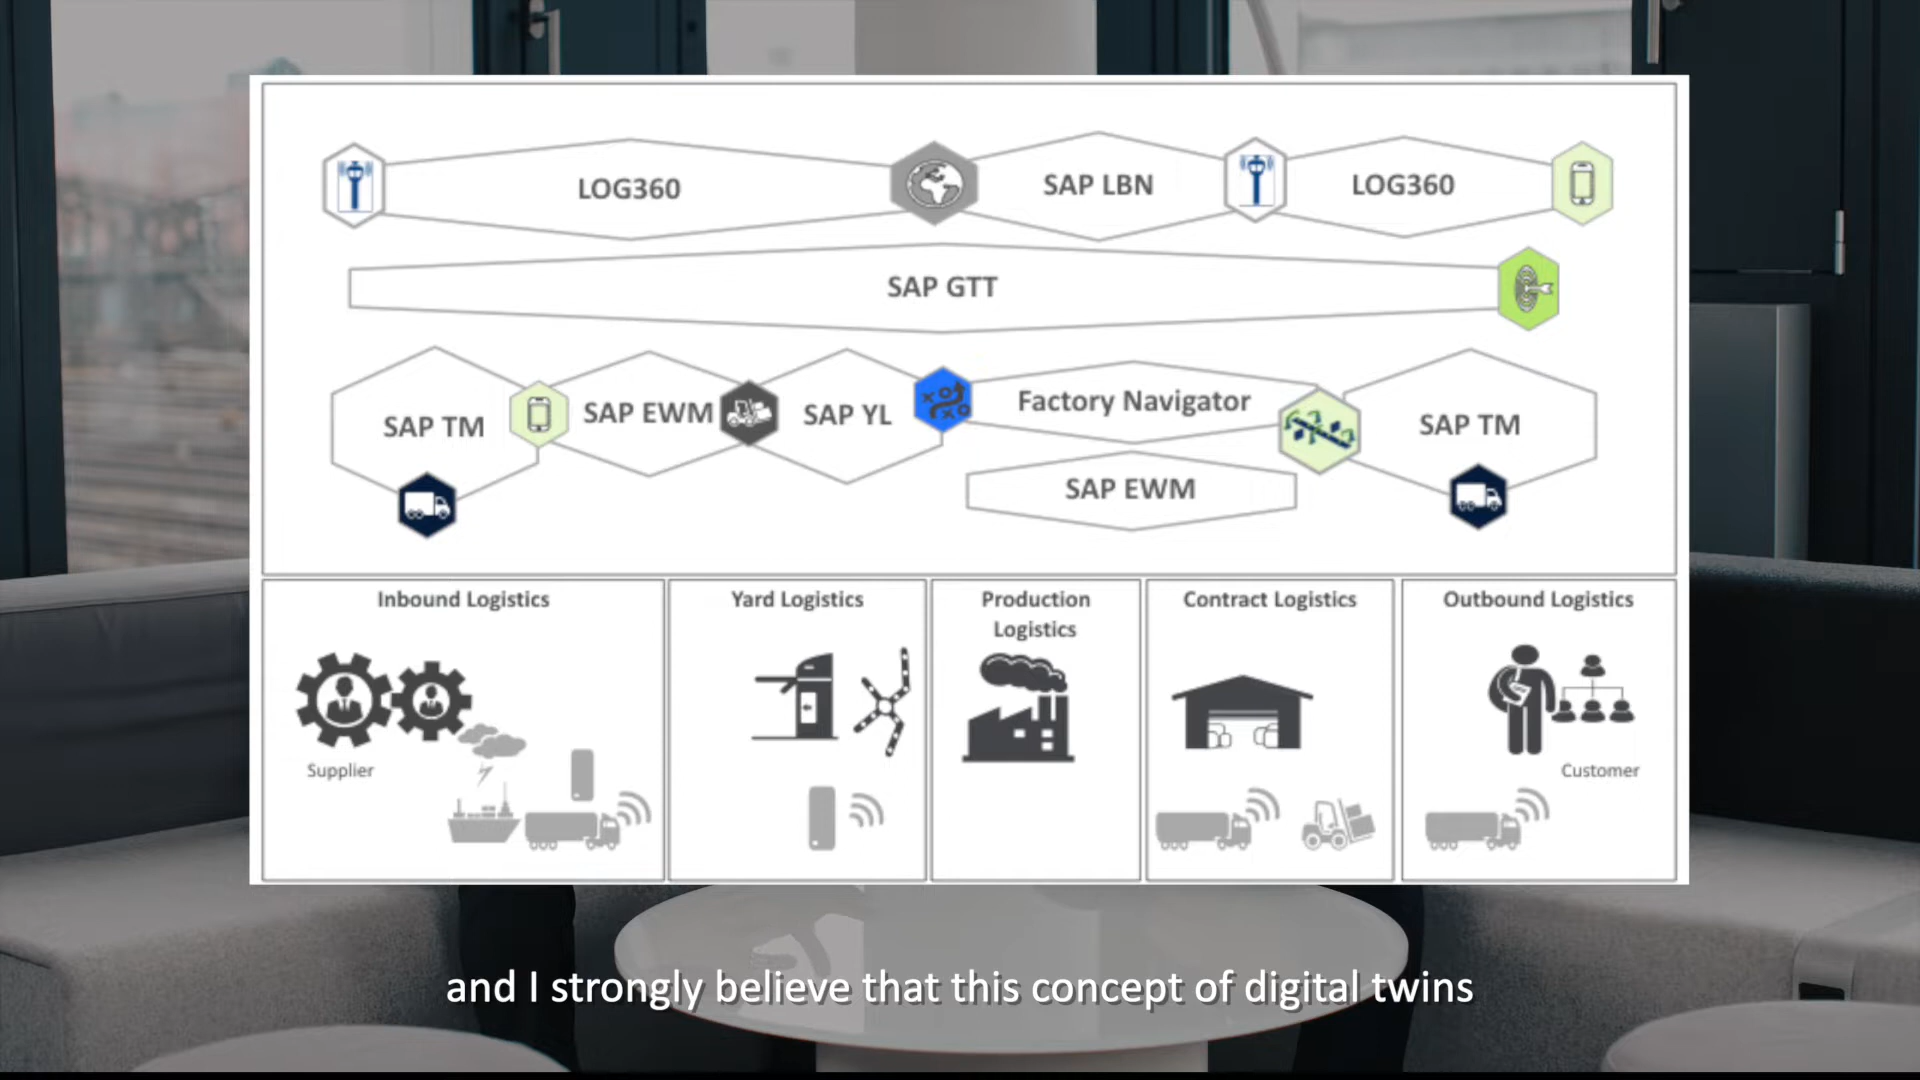 LOG360
SAP LBN
LOG360
SAP GTT
SAP TM
SAP EWM
SAP YL
Factory Navigator
SAP TM
SAP EWM
Inbound Logistics
Yard Logistics
Production
Logistics
Contract Logistics
Outbound Logistics
Supplier
Customer
and I strongly believe that this concept of digital twins